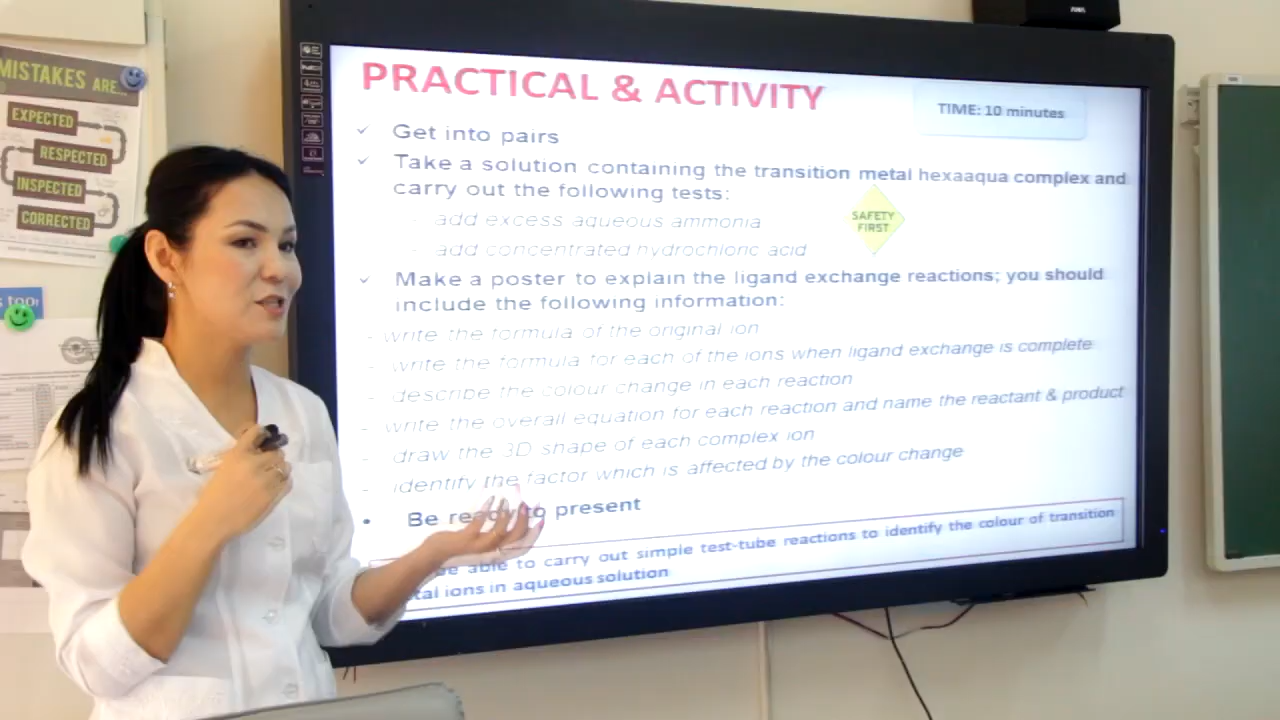 MISTAKES ARE...
EXPECTED
RESPECTED
INSPECTED
CORRECTED
PRACTICAL & ACTIVITY
TIME: 10 minutes
✓ Get into pairs
✓ Take a solution containing the transition metal hexaaqua complex and
carry out the following tests:
- add excess aqueous ammonia
- add concentrated hydrochloric acid
SAFETY
FIRST
✓ Make a poster to explain the ligand exchange reactions; you should
include the following information:
- write the formula of the original ion
- write the formula for each of the ions when ligand exchange is complete
- describe the colour change in each reaction
- write the overall equation for each reaction and name the reactant & product
- draw the 3D shape of each complex ion
- identify the factor which is affected by the colour change
• Be ready to present
be able to carry out simple test-tube reactions to identify the colour of transition
tal ions in aqueous solution